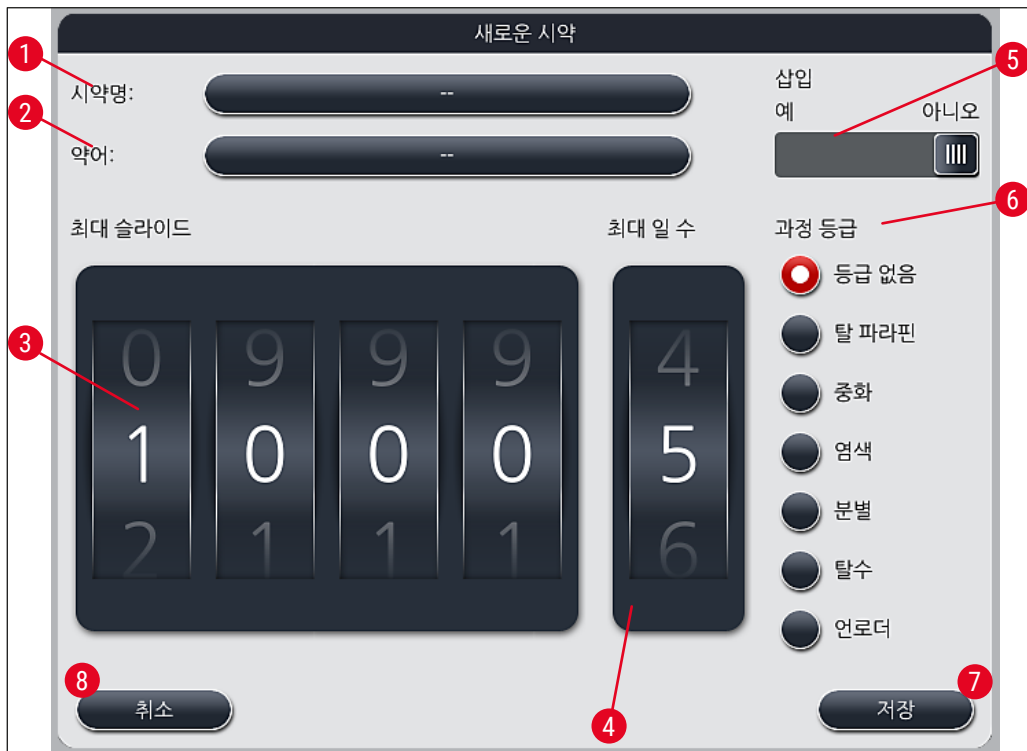 새로운 시약
1
시약명:
--
2
약어:
--
삽입
예
아니오
5
최대 슬라이드
최대 일 수
과정 등급
6
3
0 9 9 9
1 0 0 0
2 1 1 1
4
5
6
등급 없음
탈 파라핀
중화
염색
분별
탈수
언로더
4
8
취소
7
저장